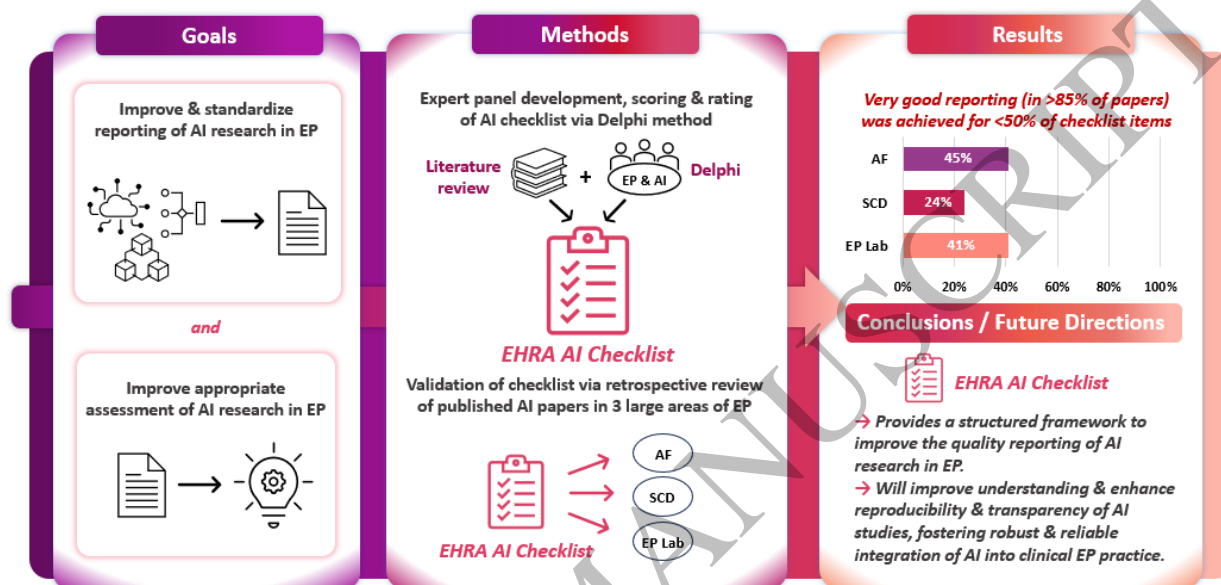 Goals
Improve & standardize
reporting of AI research in EP
and
Improve appropriate
assessment of AI research in EP
Methods
Expert panel development, scoring & rating
of AI checklist via Delphi method
Literature
review
+
EP & AI
Delphi
EHRA AI Checklist
Validation of checklist via retrospective review
of published AI papers in 3 large areas of EP
AF
SCD
EP Lab
EHRA AI Checklist
Results
Very good reporting (in >85% of papers)
was achieved for <50% of checklist items
AF
45%
SCD
24%
EP Lab
41%
0% 20% 40% 60% 80% 100%
Conclusions / Future Directions
EHRA AI Checklist
→ Provides a structured framework to
improve the quality reporting of AI
research in EP.
→ Will improve understanding & enhance
reproducibility & transparency of AI
studies, fostering robust & reliable
integration of AI into clinical EP practice.
MANUSCRIPT